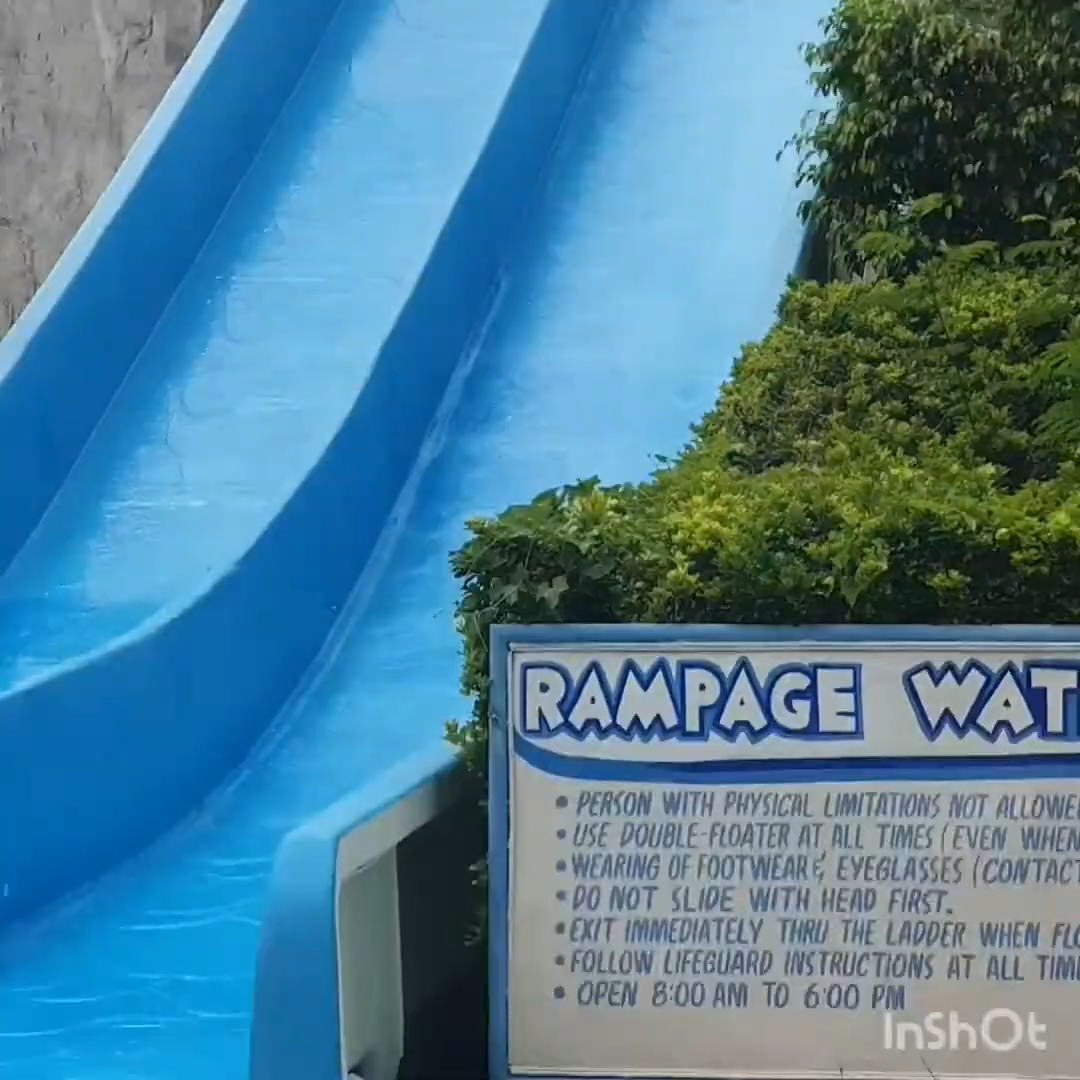 RAMPAGE WAT
• PERSON WITH PHYSICAL LIMITATIONS NOT ALLOWE
• USE DOUBLE-FLOATER AT ALL TIMES (EVEN WHEN
• WEARING OF FOOTWEAR & EYEGLASSES (CONTACT
• DO NOT SLIDE WITH HEAD FIRST.
• EXIT IMMEDIATELY THRU THE LADDER WHEN FLO
• FOLLOW LIFEGUARD INSTRUCTIONS AT ALL TIM
• OPEN 8:00 AM TO 6:00 PM
InShOt